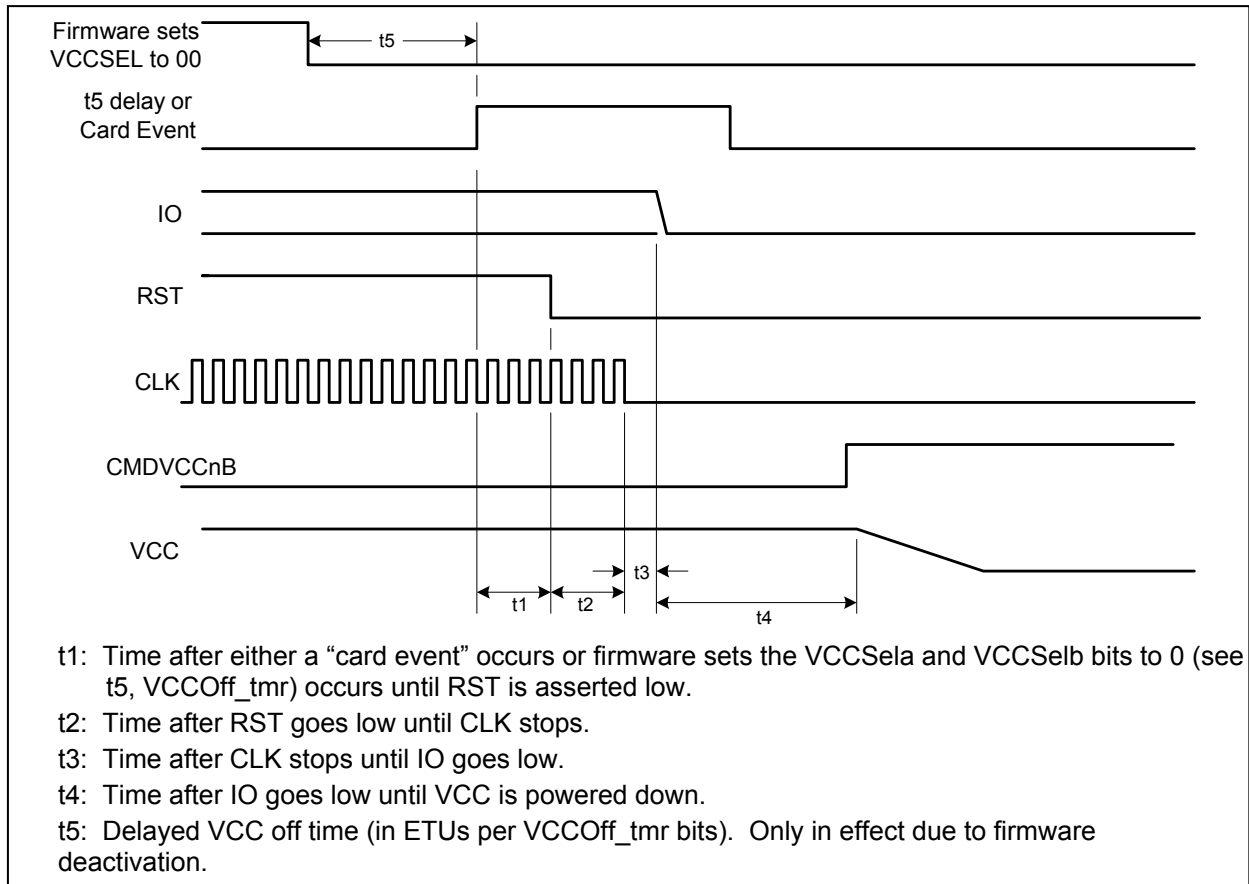 Firmware sets
VCCSEL to 00
t5
t5 delay or
Card Event
IO
RST
CLK
CMDVCCnB
VCC
t3
t1
t2
t4
t1: Time after either a “card event” occurs or firmware sets the VCCSela and VCCSelb bits to 0 (see
t5, VCCOff_tmr) occurs until RST is asserted low.
t2: Time after RST goes low until CLK stops.
t3: Time after CLK stops until IO goes low.
t4: Time after IO goes low until VCC is powered down.
t5: Delayed VCC off time (in ETUs per VCCOff_tmr bits). Only in effect due to firmware
deactivation.